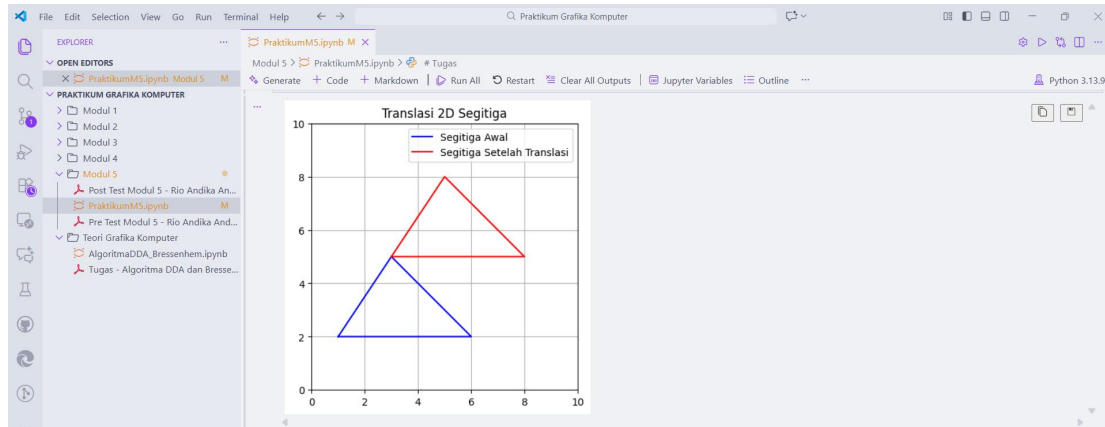 File Edit Selection View Go Run Terminal Help
Praktikum Grafika Komputer
EXPLORER
OPEN EDITORS
PraktikumM5.ipynb Modul 5 M
PRAKTIKUM GRAFIKA KOMPUTER
Modul 1
Modul 2
Modul 3
Modul 4
Modul 5
Post Test Modul 5 - Rio Andika An...
PraktikumM5.ipynb M
Pre Test Modul 5 - Rio Andika And...
Teori Grafika Komputer
AlgoritmaDDA_Bressenhem.ipynb
Tugas - Algoritma DDA dan Bresse...
1
PraktikumM5.ipynb M
Modul 5 > PraktikumM5.ipynb > # Tugas
Generate + Code + Markdown Run All Restart Clear All Outputs Jupyter Variables Outline ...
Python 3.13.9
Translasi 2D Segitiga
Segitiga Awal
Segitiga Setelah Translasi
10
8
6
4
2
0
0 2 4 6 8 10